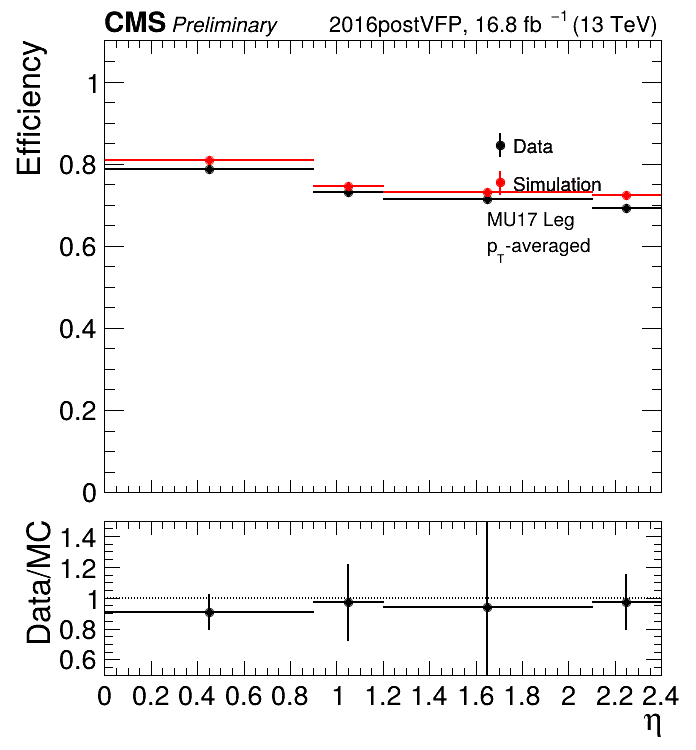 CMS Preliminary 2016postVFP, 16.8 fb ⁻¹ (13 TeV)
Efficiency
1
0.8
0.6
0.4
0.2
0
Data
Simulation
MU17 Leg
pT-averaged
Data/MC
1.4
1.2
1
0.8
0.6
0 0.2 0.4 0.6 0.8 1 1.2 1.4 1.6 1.8 2 2.2 2.4
η